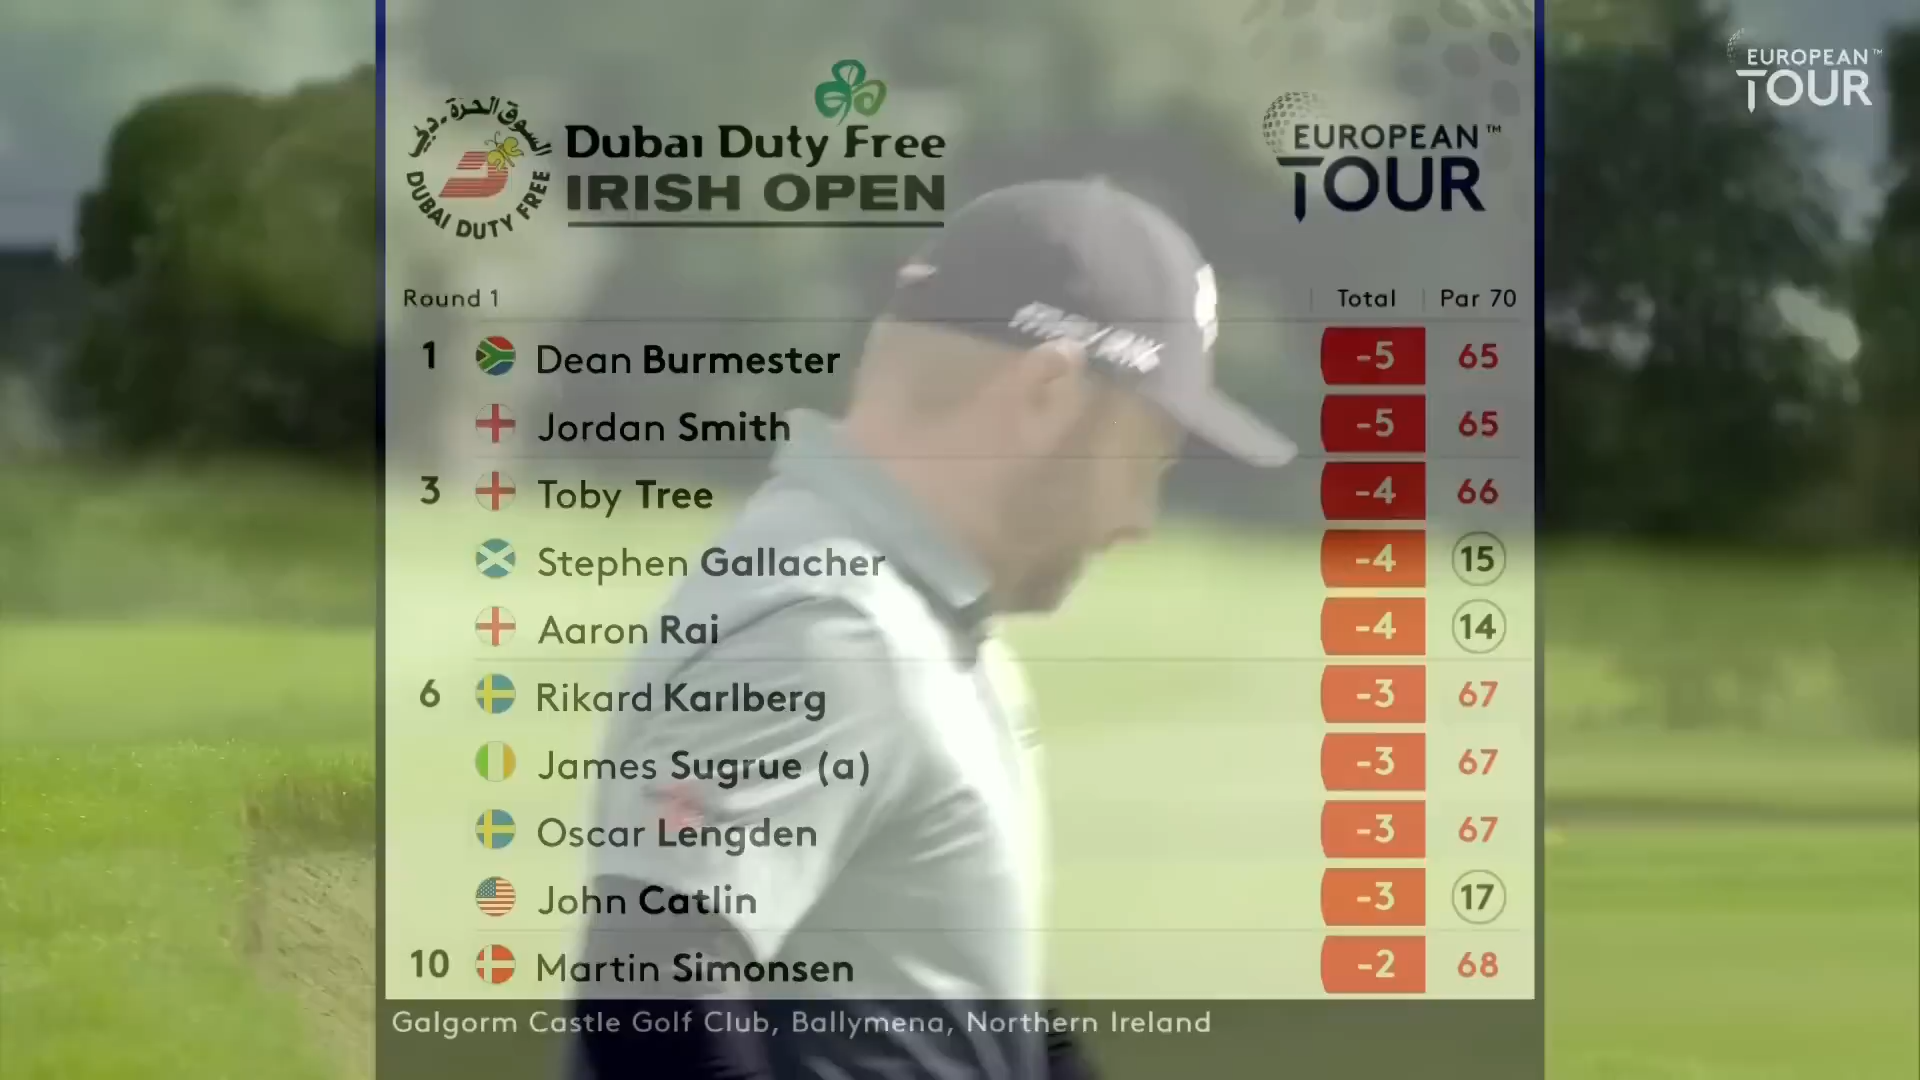 EUROPEAN™
TOUR
السوق الحرة - دبي
DUBAI DUTY FREE
Dubai Duty Free
IRISH OPEN
EUROPEAN™
TOUR
Round 1 Total Par 70
1 Dean Burmester -5 65
Jordan Smith -5 65
3 Toby Tree -4 66
Stephen Gallacher -4 15
Aaron Rai -4 14
6 Rikard Karlberg -3 67
James Sugrue (a) -3 67
Oscar Lengden -3 67
John Catlin -3 17
10 Martin Simonsen -2 68
Galgorm Castle Golf Club, Ballymena, Northern Ireland